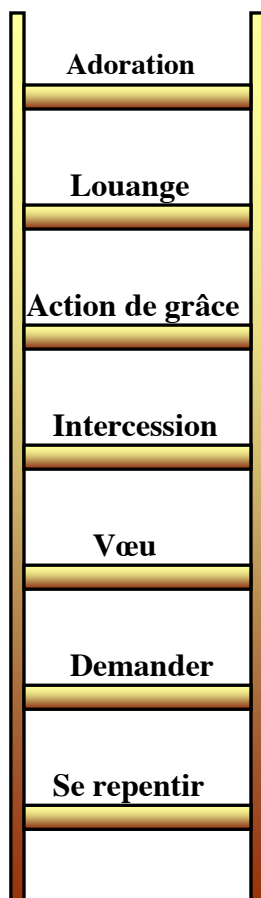 Adoration
Louange
Action de grâce
Intercession
Vœu
Demander
Se repentir